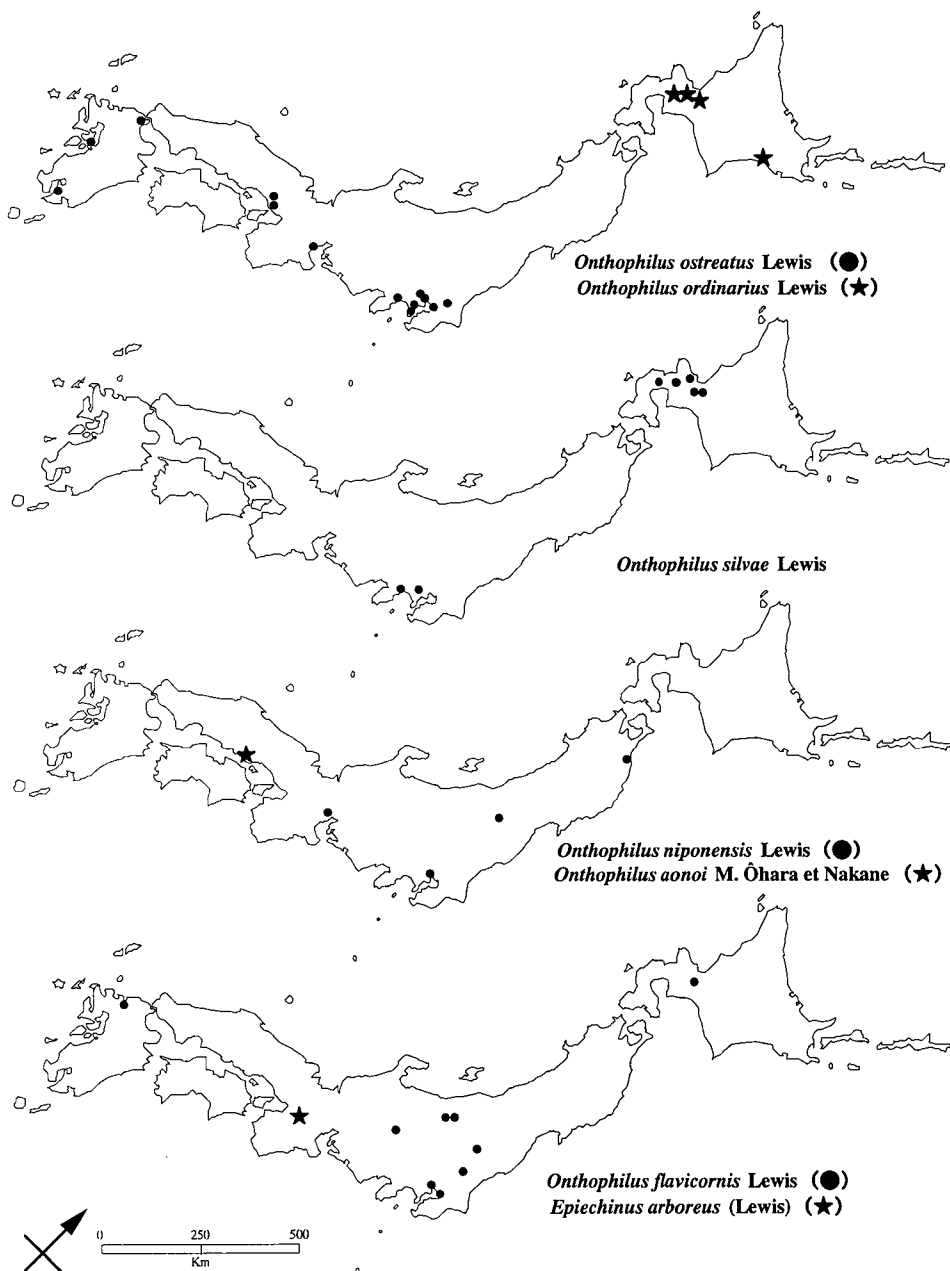 Onthophilus ostreatus Lewis (●)
Onthophilus ordinarius Lewis (★)
Onthophilus silvae Lewis
Onthophilus niponensis Lewis (●)
Onthophilus aonoi M. Ôhara et Nakane (★)
Onthophilus flavicornis Lewis (●)
Epiechinus arboreus (Lewis) (★)
0 250 500
Km